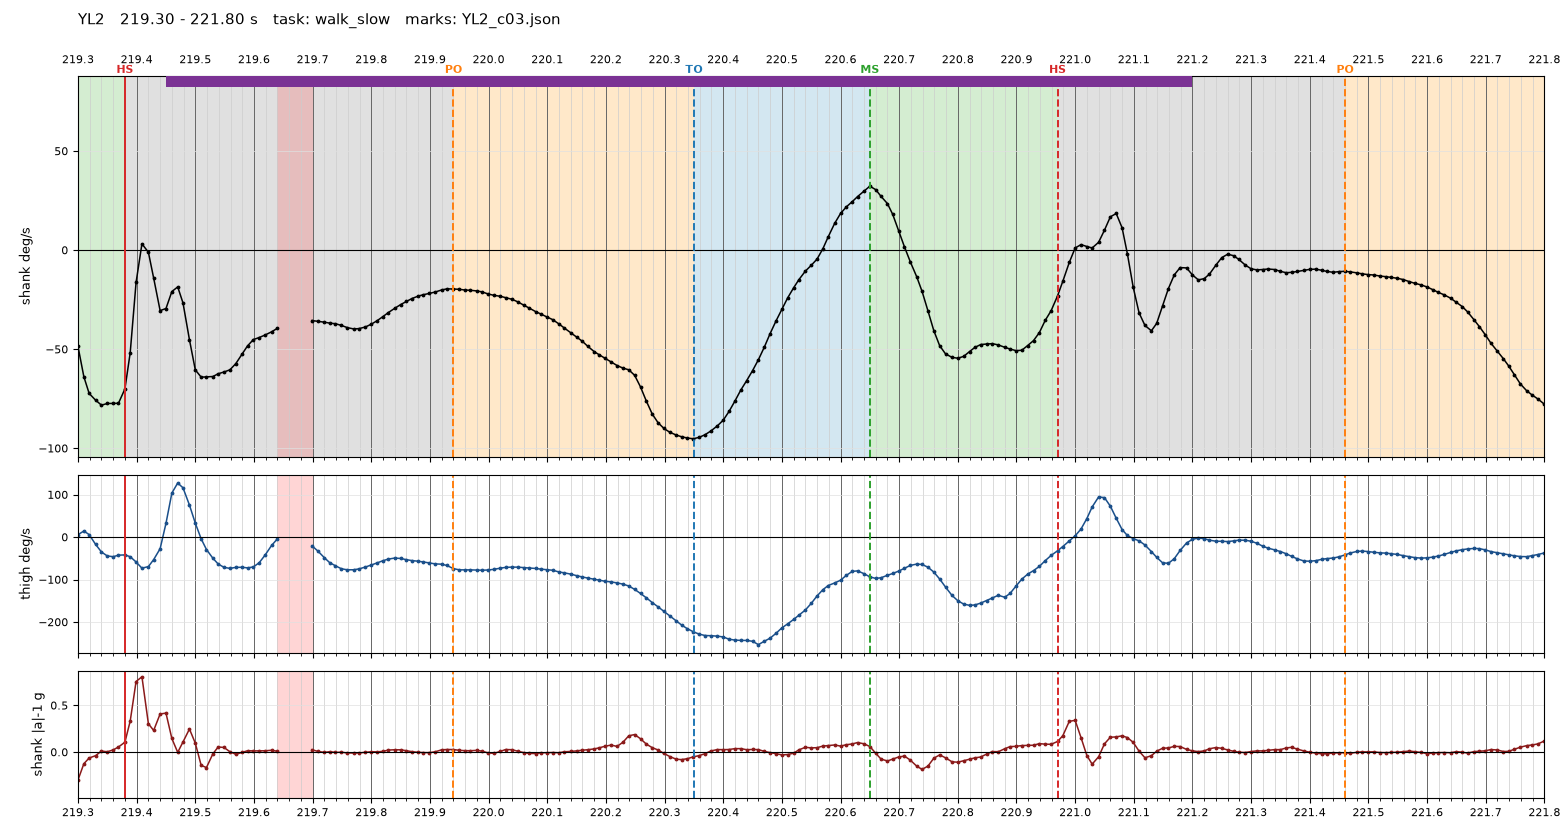 YL2 219.30 - 221.80 s task: walk_slow marks: YL2_c03.json
219.3 219.4 219.5 219.6 219.7 219.8 219.9 220.0 220.1 220.2 220.3 220.4 220.5 220.6 220.7 220.8 220.9 221.0 221.1 221.2 221.3 221.4 221.5 221.6 221.7 221.8
HS PO TO MS HS PO
50
0
−50
−100
shank deg/s
100
0
−100
−200
thigh deg/s
0.5
0.0
shank |a|-1 g
219.3 219.4 219.5 219.6 219.7 219.8 219.9 220.0 220.1 220.2 220.3 220.4 220.5 220.6 220.7 220.8 220.9 221.0 221.1 221.2 221.3 221.4 221.5 221.6 221.7 221.8